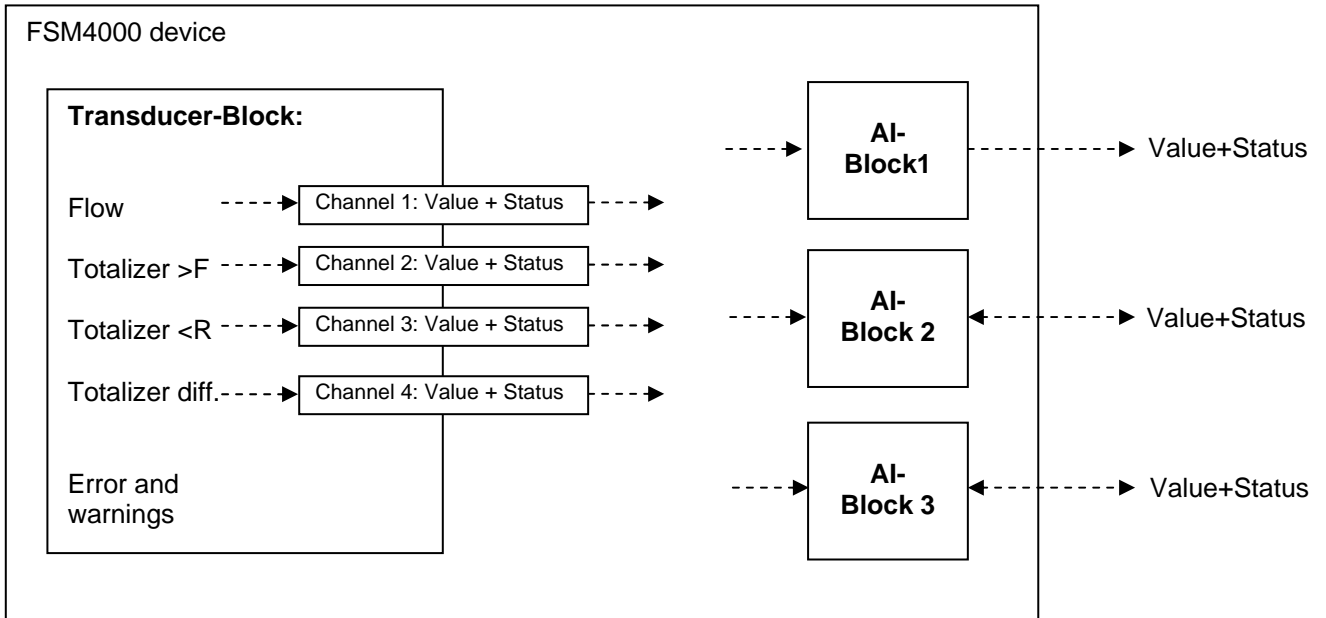 FSM4000 device
Transducer-Block:
Flow
Channel 1: Value + Status
Totalizer >F
Channel 2: Value + Status
Totalizer <R
Channel 3: Value + Status
Totalizer diff.
Channel 4: Value + Status
Error and
warnings
AI-
Block1
Value+Status
AI-
Block 2
Value+Status
AI-
Block 3
Value+Status